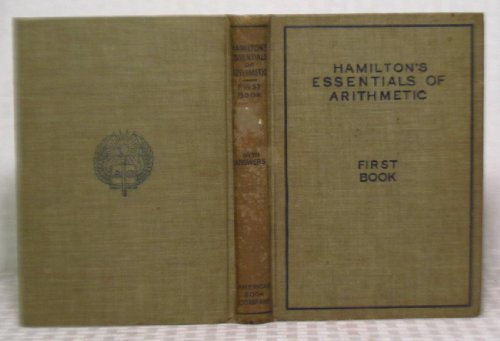 HAMILTON'S
ESSENTIALS
OF
ARITHMETIC
FIRST
BOOK
WITH
ANSWERS
AMERICAN
BOOK
COMPANY
HAMILTON'S
ESSENTIALS OF
ARITHMETIC
FIRST
BOOK